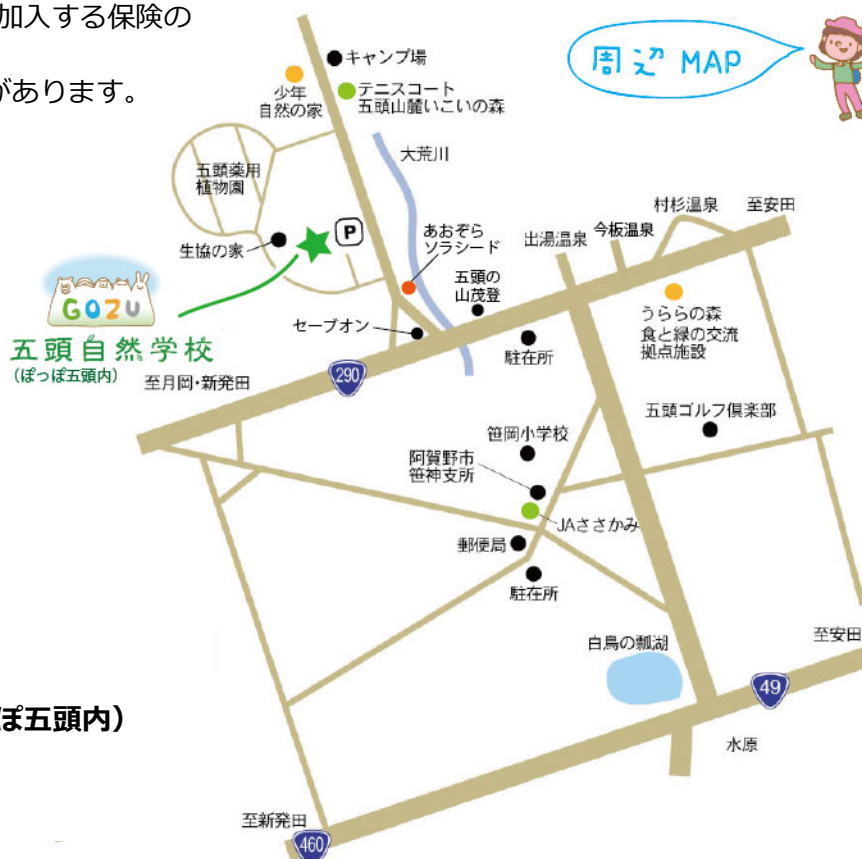 加入する保険の
があります。
周辺 MAP
キャンプ場
少年
自然の家
テニスコート
五頭山麓いこいの森
大荒川
五頭薬用
植物園
P
生協の家
あおぞら
ソラシード
五頭の
山茂登
出湯温泉
今板温泉
村杉温泉
至安田
GOZU
五頭自然学校
(ぽっぽ五頭内)
セーブオン
駐在所
うららの森
食と緑の交流
拠点施設
至月岡・新発田
290
五頭ゴルフ倶楽部
笹岡小学校
阿賀野市
笹神支所
JAささかみ
郵便局
駐在所
白鳥の瓢湖
至安田
49
水原
ぽ五頭内）
至新発田
460